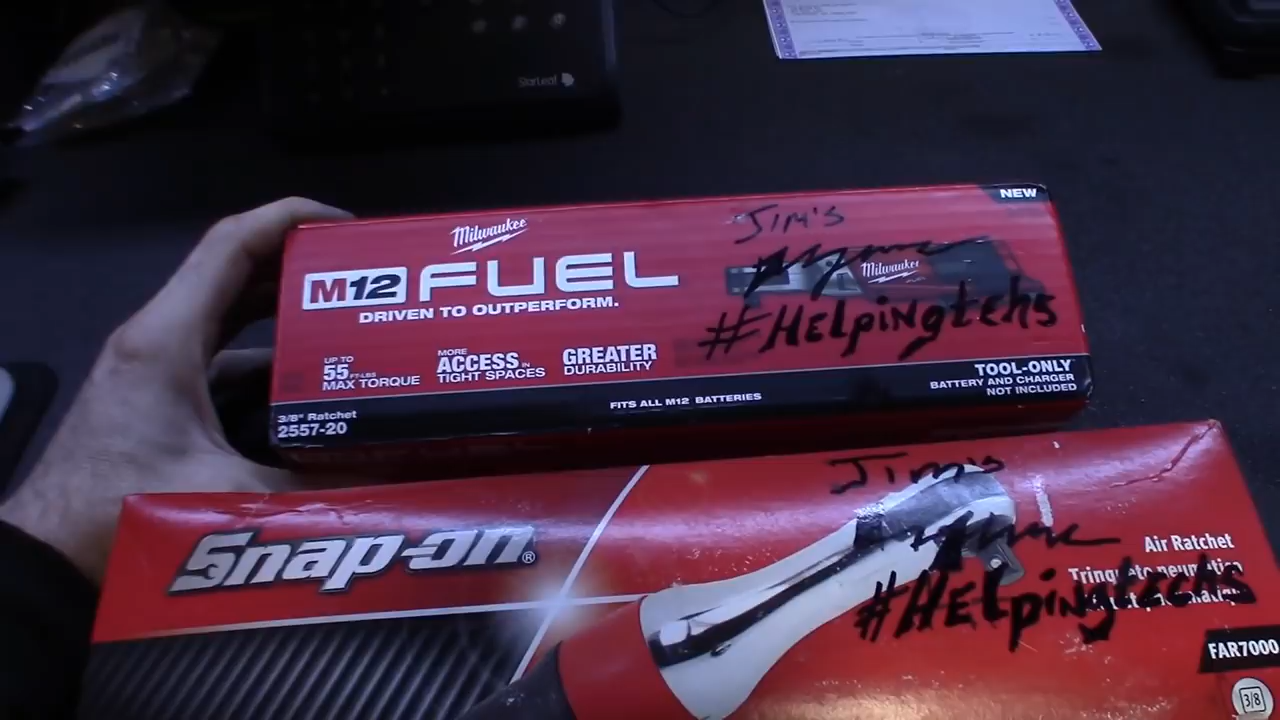 StarLeaf
NEW
Milwaukee
M12 FUEL
DRIVEN TO OUTPERFORM.
JIM'S
Milwaukee
#HELpiNgtehs
UP TO
55 FT-LBS
MAX TORQUE
MORE
ACCESS IN
TIGHT SPACES
GREATER
DURABILITY
TOOL-ONLY
BATTERY AND CHARGER
NOT INCLUDED
FITS ALL M12 BATTERIES
3/8" Ratchet
2557-20
Jim's
Snap-on®
Air Ratchet
#HELpingtechs
FAR7000
3/8